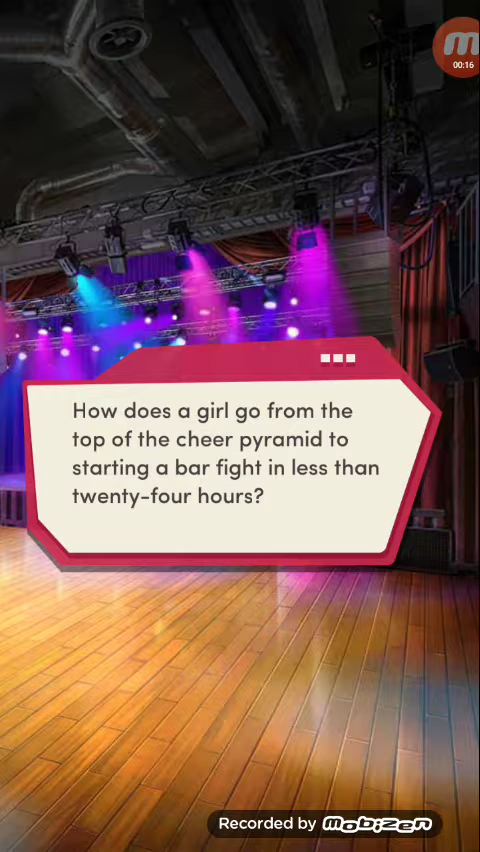 00:16
How does a girl go from the
top of the cheer pyramid to
starting a bar fight in less than
twenty-four hours?
Recorded by mobizen